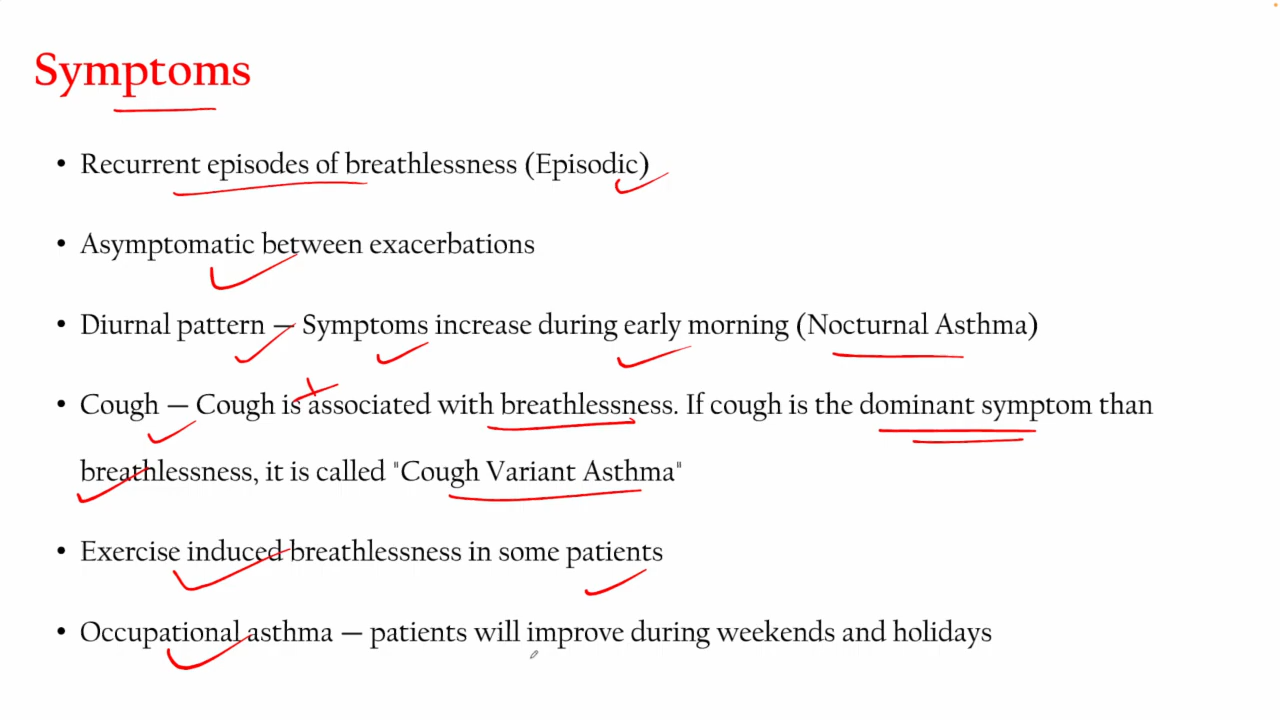 Symptoms
• Recurrent episodes of breathlessness (Episodic)
• Asymptomatic between exacerbations
• Diurnal pattern — Symptoms increase during early morning (Nocturnal Asthma)
• Cough — Cough is associated with breathlessness. If cough is the dominant symptom than
breathlessness, it is called "Cough Variant Asthma"
• Exercise induced breathlessness in some patients
• Occupational asthma — patients will improve during weekends and holidays